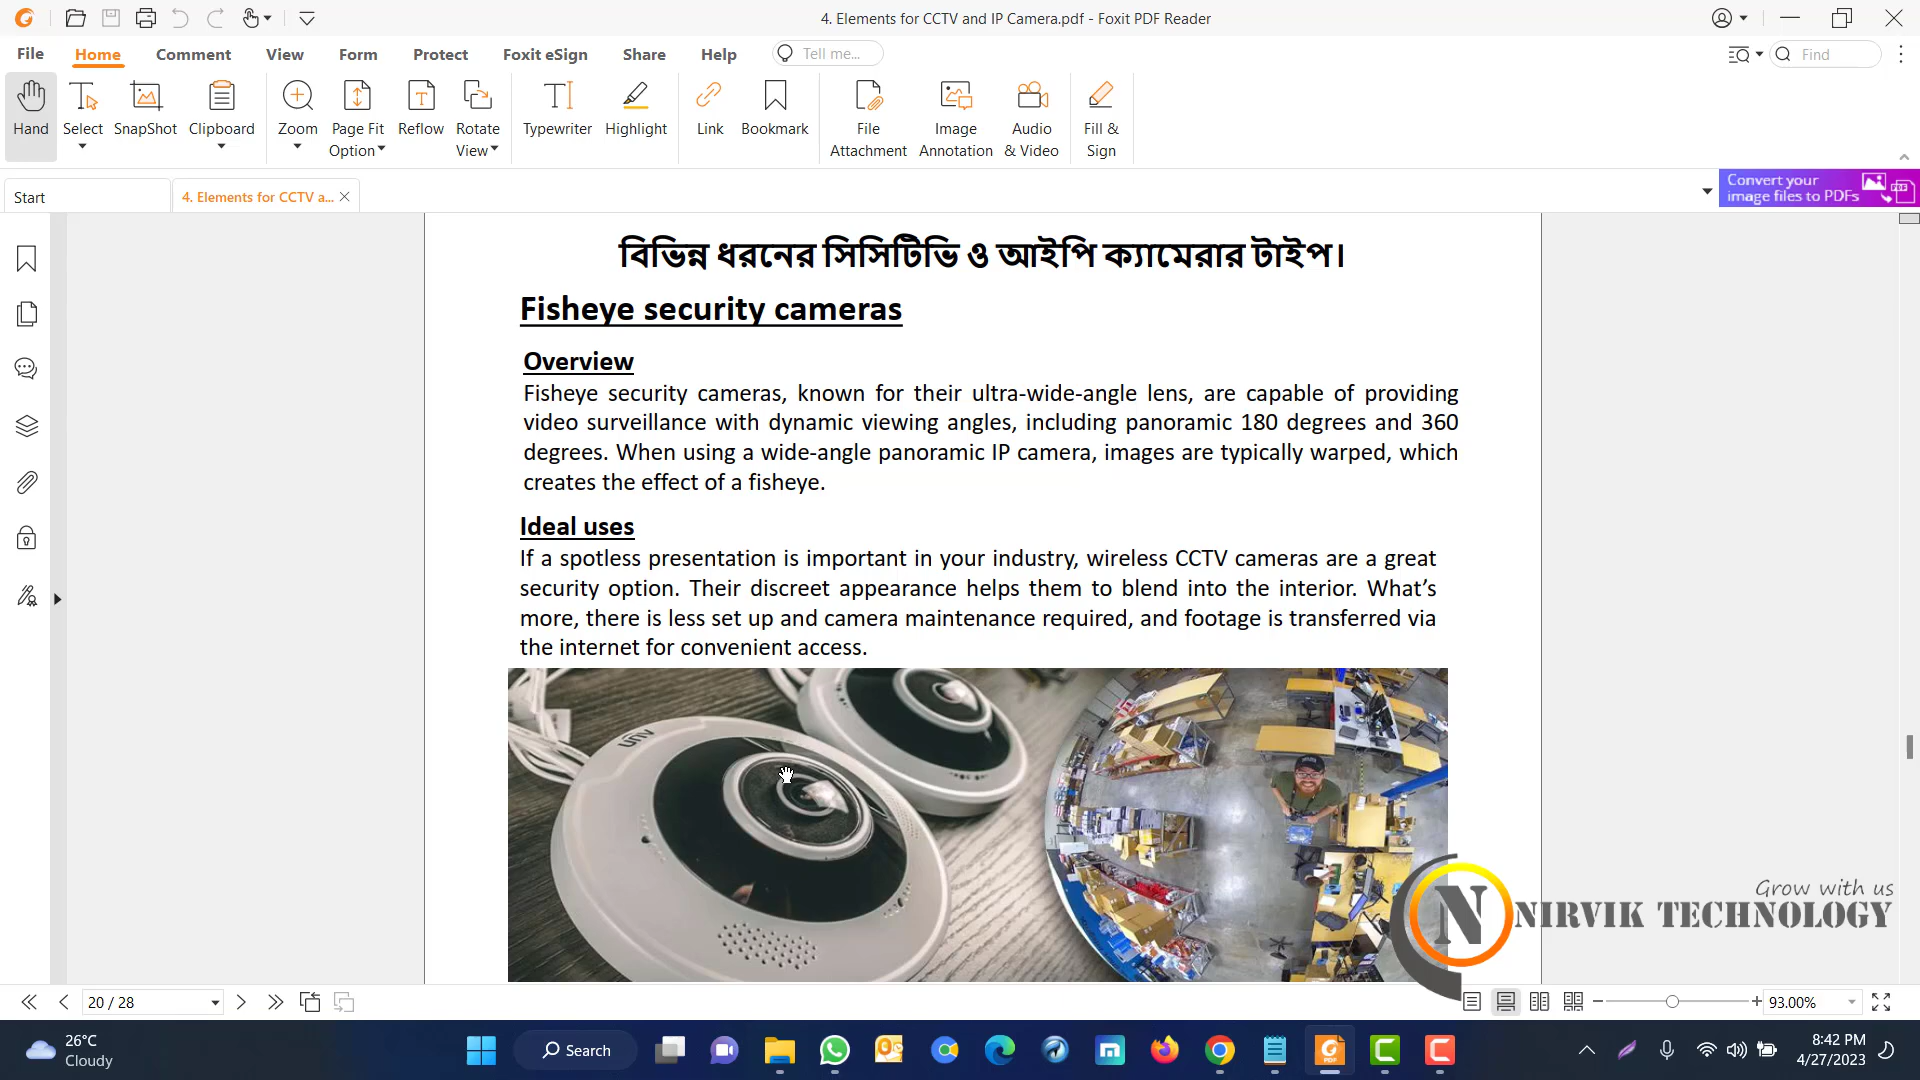 4. Elements for CCTV and IP Camera.pdf - Foxit PDF Reader
File Home Comment View Form Protect Foxit eSign Share Help Tell me... Find
Hand Select SnapShot Clipboard Zoom Page Fit Option Reflow Rotate View Typewriter Highlight Link Bookmark File Attachment Image Annotation Audio & Video Fill & Sign
Start 4. Elements for CCTV a... Convert your
image files to PDFs
বিভিন্ন ধরনের সিসিটিভি ও আইপি ক্যামেরার টাইপ।
Fisheye security cameras
Overview
Fisheye security cameras, known for their ultra-wide-angle lens, are capable of providing
video surveillance with dynamic viewing angles, including panoramic 180 degrees and 360
degrees. When using a wide-angle panoramic IP camera, images are typically warped, which
creates the effect of a fisheye.
Ideal uses
If a spotless presentation is important in your industry, wireless CCTV cameras are a great
security option. Their discreet appearance helps them to blend into the interior. What's
more, there is less set up and camera maintenance required, and footage is transferred via
the internet for convenient access.
unv
Grow with us
N NIRVIK TECHNOLOGY
20 / 28 93.00%
26°C
Cloudy
Search
8:42 PM
4/27/2023